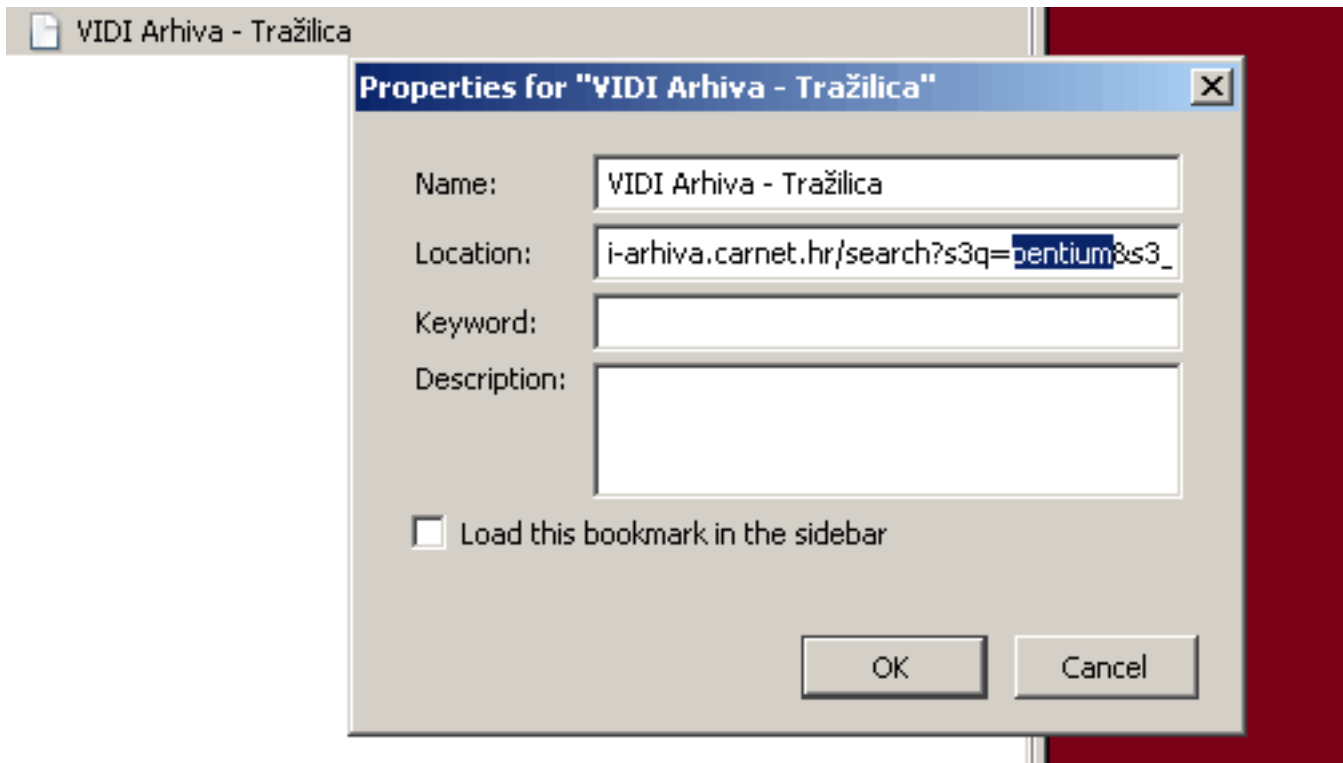 VIDI Arhiva - Tražilica
Properties for "VIDI Arhiva - Tražilica"
Name: VIDI Arhiva - Tražilica
Location: i-arhiva.carnet.hr/search?s3q=pentium&s3_
Keyword:
Description:
Load this bookmark in the sidebar
OK Cancel